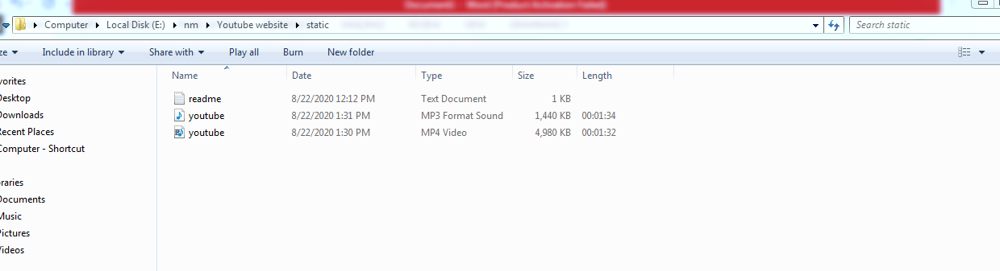 Document1 - Word (Product Activation Failed)
Computer Local Disk (E:) nm Youtube website static Search static
ze Include in library Share with Play all Burn New folder
Name Date Type Size Length
vorites
Desktop
Downloads
Recent Places
Computer - Shortcut
raries
Documents
Music
Pictures
Videos
readme 8/22/2020 12:12 PM Text Document 1 KB
youtube 8/22/2020 1:31 PM MP3 Format Sound 1,440 KB 00:01:34
youtube 8/22/2020 1:30 PM MP4 Video 4,980 KB 00:01:32